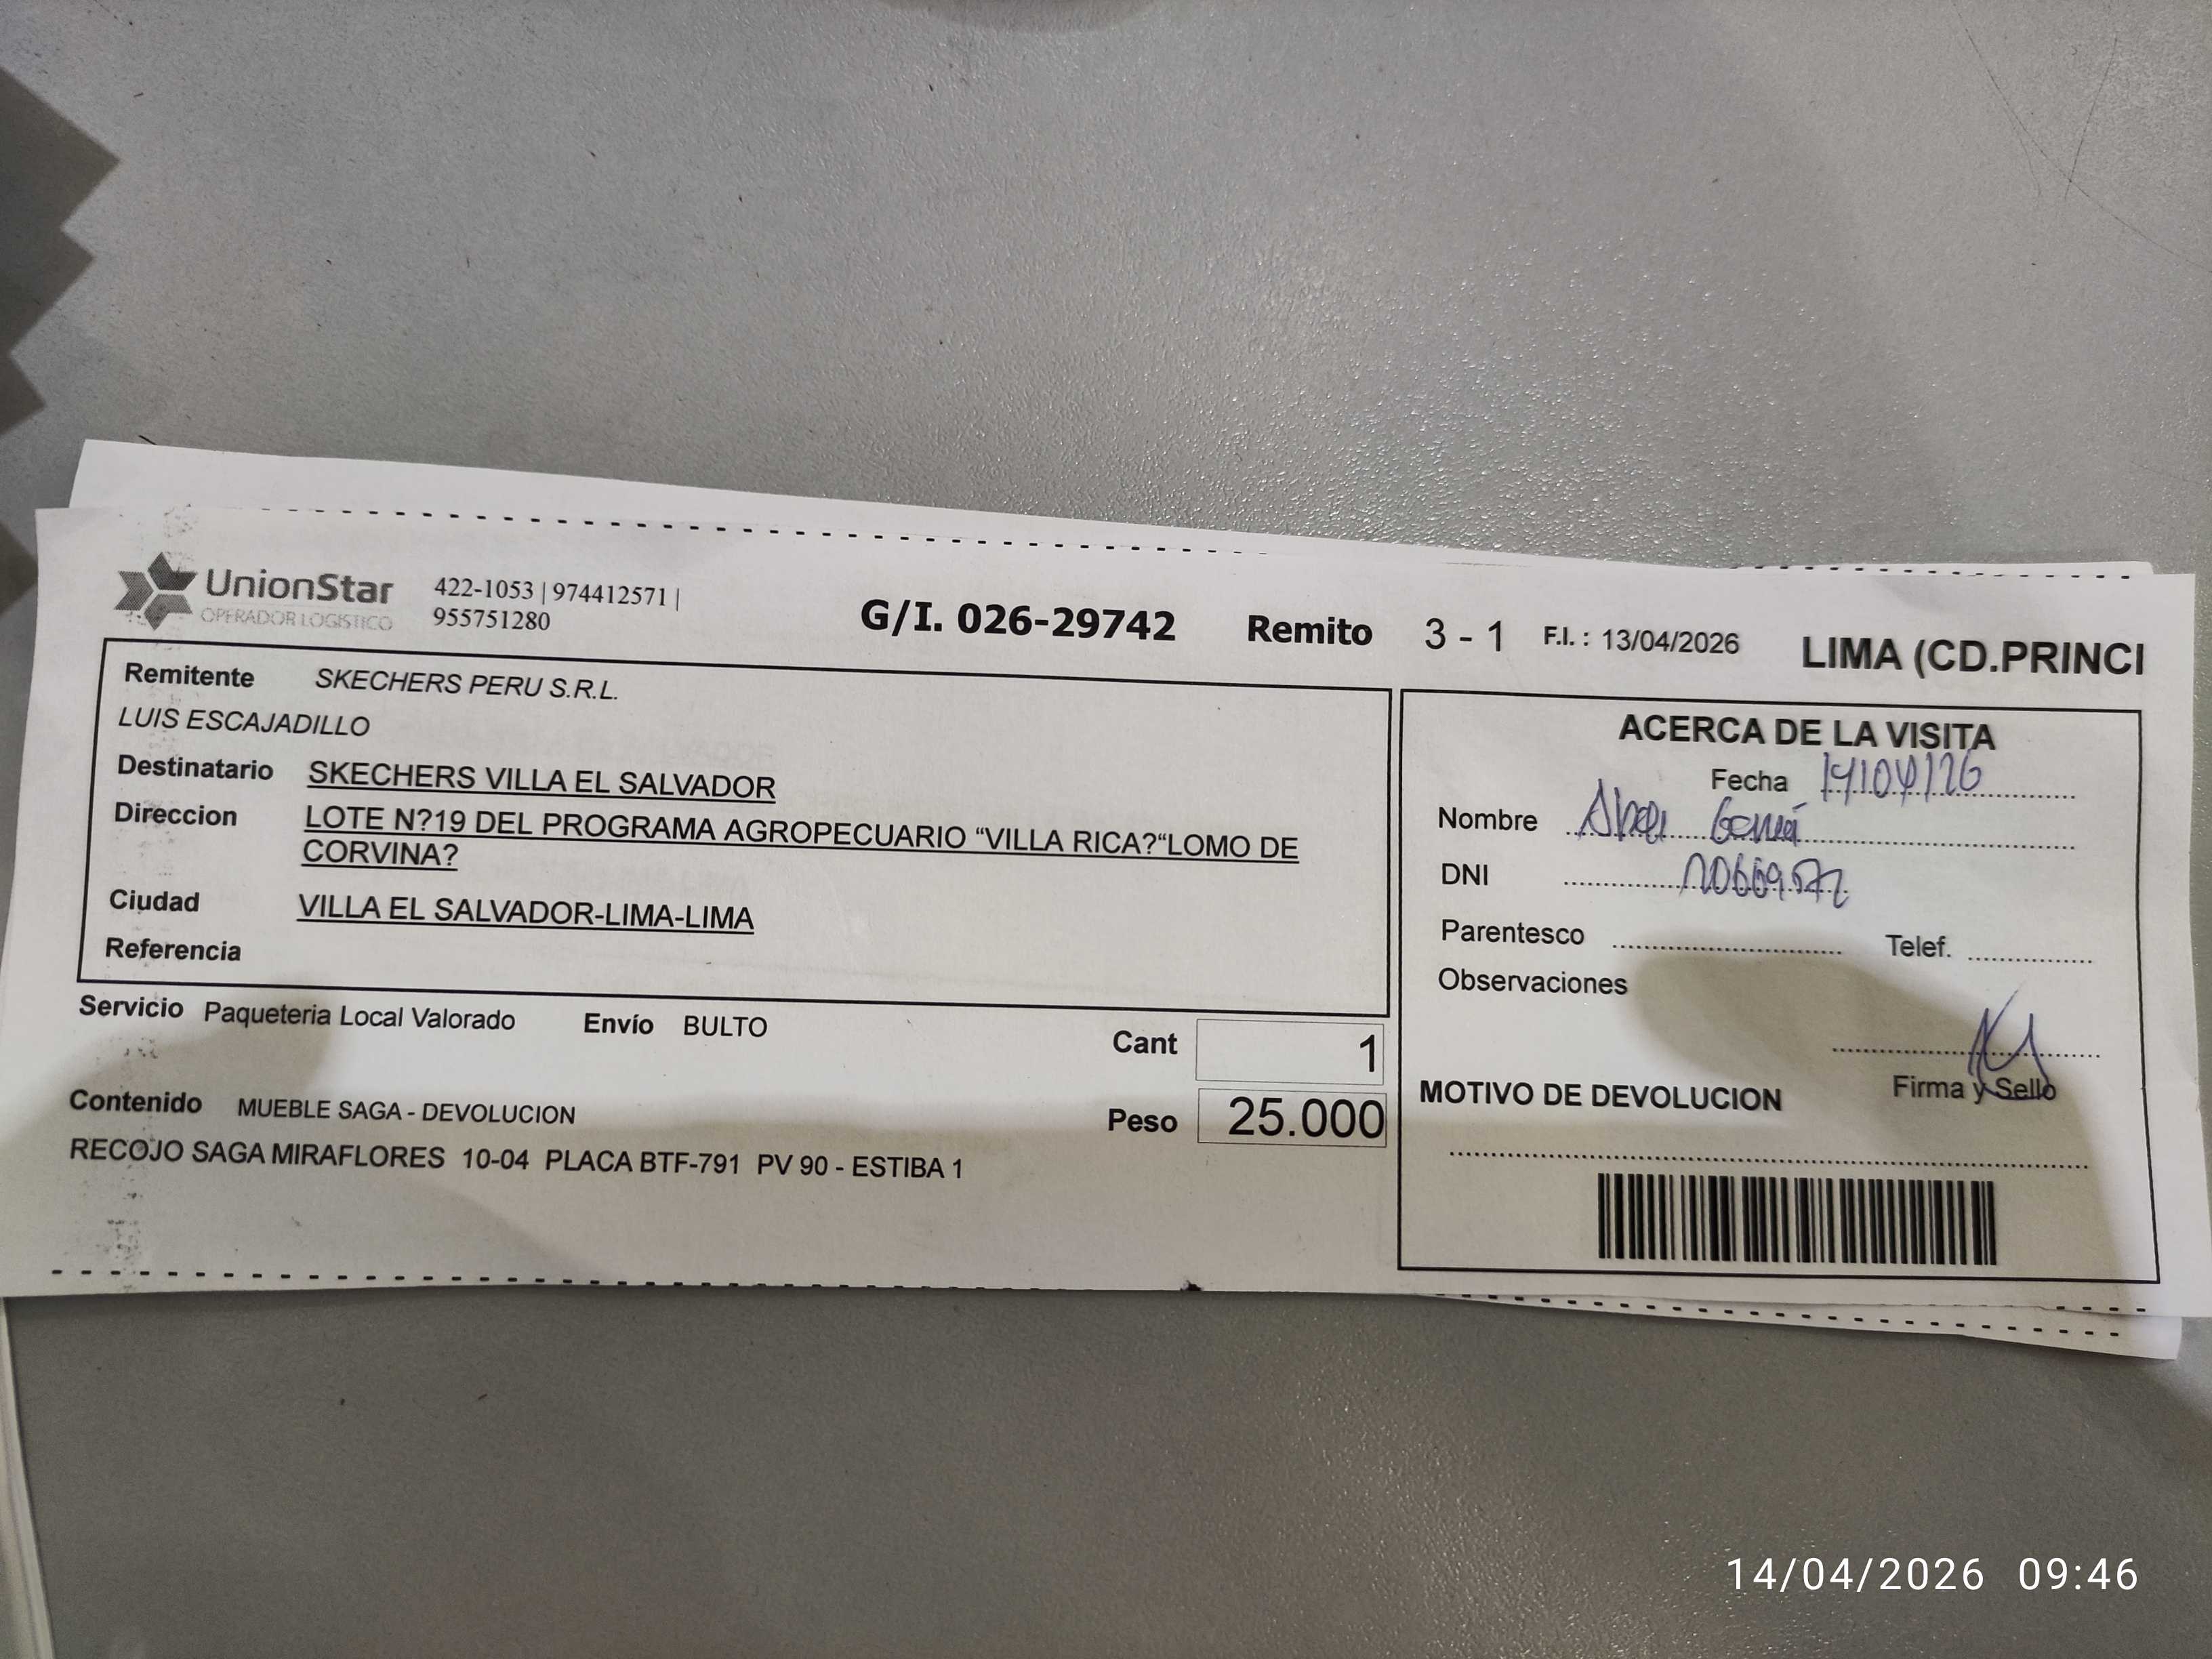 UnionStar
OPERADOR LOGISTICO
422-1053 | 974412571 |
955751280
G/I. 026-29742 Remito 3 - 1 F.I. : 13/04/2026 LIMA (CD.PRINCI
Remitente SKECHERS PERU S.R.L.
LUIS ESCAJADILLO
Destinatario SKECHERS VILLA EL SALVADOR
Direccion LOTE N?19 DEL PROGRAMA AGROPECUARIO “VILLA RICA?“LOMO DE
CORVINA?
Ciudad VILLA EL SALVADOR-LIMA-LIMA
Referencia
Servicio Paqueteria Local Valorado Envío BULTO
Cant 1
Contenido MUEBLE SAGA - DEVOLUCION
Peso 25.000
RECOJO SAGA MIRAFLORES 10-04 PLACA BTF-791 PV 90 - ESTIBA 1
ACERCA DE LA VISITA
Fecha 14/04/26
Nombre
DNI
Parentesco Telef.
Observaciones
Firma y Sello
MOTIVO DE DEVOLUCION
14/04/2026 09:46